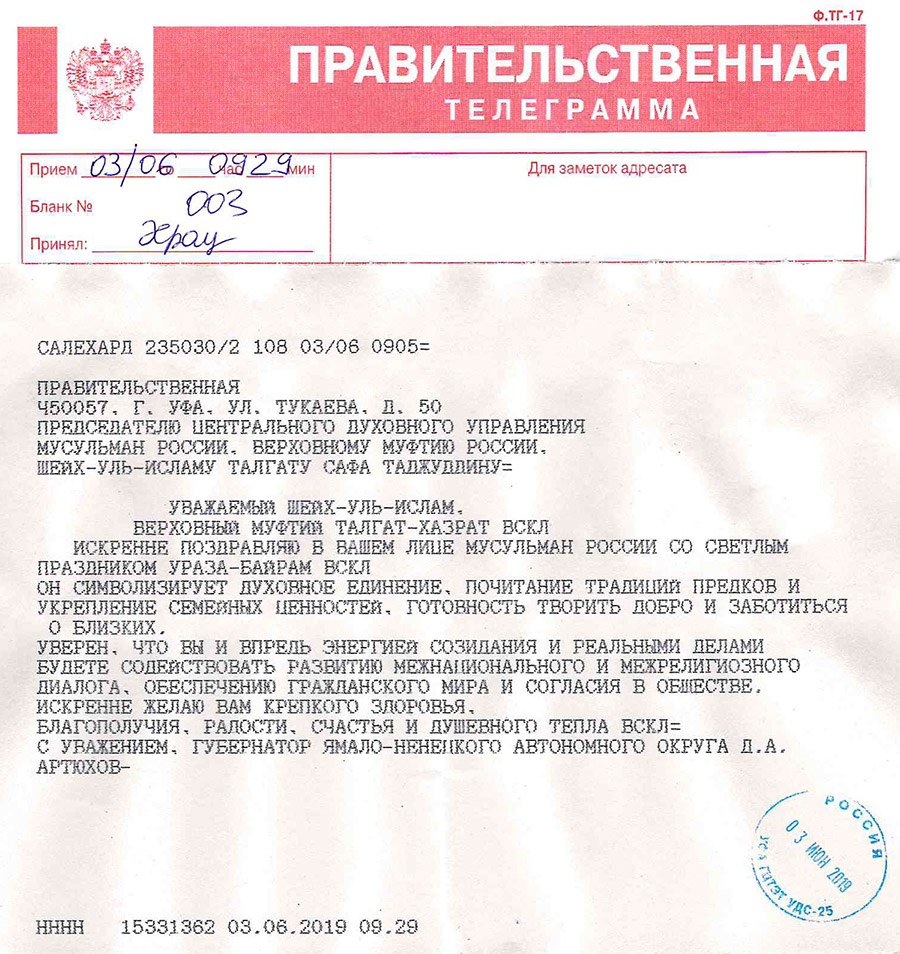 Ф.ТГ-17
ПРАВИТЕЛЬСТВЕННАЯ
ТЕЛЕГРАММА
Прием 03/06 час 0929 мин
Для заметок адресата
Бланк № 003
Принял:
САЛЕХАРД 235030/2 108 03/06 0905=
ПРАВИТЕЛЬСТВЕННАЯ
Ч50057, Г. УФА, УЛ. ТУКАЕВА, Д. 50
ПРЕДСЕДАТЕЛЮ ЦЕНТРАЛЬНОГО ДУХОВНОГО УПРАВЛЕНИЯ
МУСУЛЬМАН РОССИИ, ВЕРХОВНОМУ МУФТИЮ РОССИИ,
ШЕЙХ-УЛЬ-ИСЛАМУ ТАЛГАТУ САФА ТАДЖУДДИНУ=
УВАЖАЕМЫЙ ШЕЙХ-УЛЬ-ИСЛАМ,
ВЕРХОВНЫЙ МУФТИЙ ТАЛГАТ-ХАЗРАТ ВСКЛ
ИСКРЕННЕ ПОЗДРАВЛЯЮ В ВАШЕМ ЛИЦЕ МУСУЛЬМАН РОССИИ СО СВЕТЛЫМ
ПРАЗДНИКОМ УРАЗА-БАЙРАМ ВСКЛ
ОН СИМВОЛИЗИРУЕТ ДУХОВНОЕ ЕДИНЕНИЕ, ПОЧИТАНИЕ ТРАДИЦИЙ ПРЕДКОВ И
УКРЕПЛЕНИЕ СЕМЕЙНЫХ ЦЕННОСТЕЙ, ГОТОВНОСТЬ ТВОРИТЬ ДОБРО И ЗАБОТИТЬСЯ
О БЛИЗКИХ.
УВЕРЕН, ЧТО ВЫ И ВПРЕДЬ ЭНЕРГИЕЙ СОЗИДАНИЯ И РЕАЛЬНЫМИ ДЕЛАМИ
БУДЕТЕ СОДЕЙСТВОВАТЬ РАЗВИТИЮ МЕЖНАЦИОНАЛЬНОГО И МЕЖРЕЛИГИОЗНОГО
ДИАЛОГА, ОБЕСПЕЧЕНИЮ ГРАЖДАНСКОГО МИРА И СОГЛАСИЯ В ОБЩЕСТВЕ.
ИСКРЕННЕ ЖЕЛАЮ ВАМ КРЕПКОГО ЗДОРОВЬЯ,
БЛАГОПОЛУЧИЯ, РАДОСТИ, СЧАСТЬЯ И ДУШЕВНОГО ТЕПЛА ВСКЛ=
С УВАЖЕНИЕМ, ГУБЕРНАТОР ЯМАЛО-НЕНЕЦКОГО АВТОНОМНОГО ОКРУГА Д.А.
АРТЮХОВ-
РОССИЯ
03 ИЮН 2019
УДС-25
НННН 15331362 03.06.2019 09.29